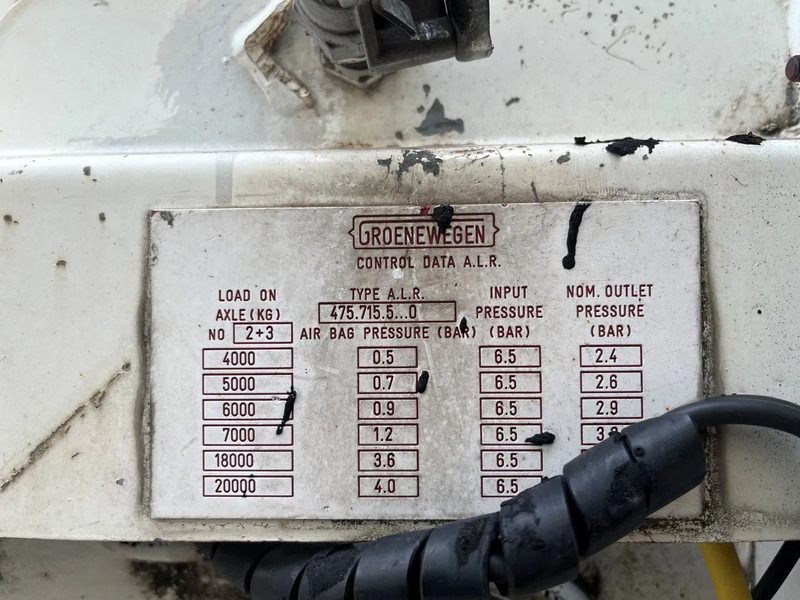 GROENEWEGEN
CONTROL DATA A.L.R.
LOAD ON AXLE (KG) NO 2+3
TYPE A.L.R. 475.715.5...0
AIR BAG PRESSURE (BAR)
INPUT PRESSURE (BAR)
NOM. OUTLET PRESSURE (BAR)
4000 0.5 6.5 2.4
5000 0.7 6.5 2.6
6000 0.9 6.5 2.9
7000 1.2 6.5
18000 3.6 6.5
20000 4.0 6.5